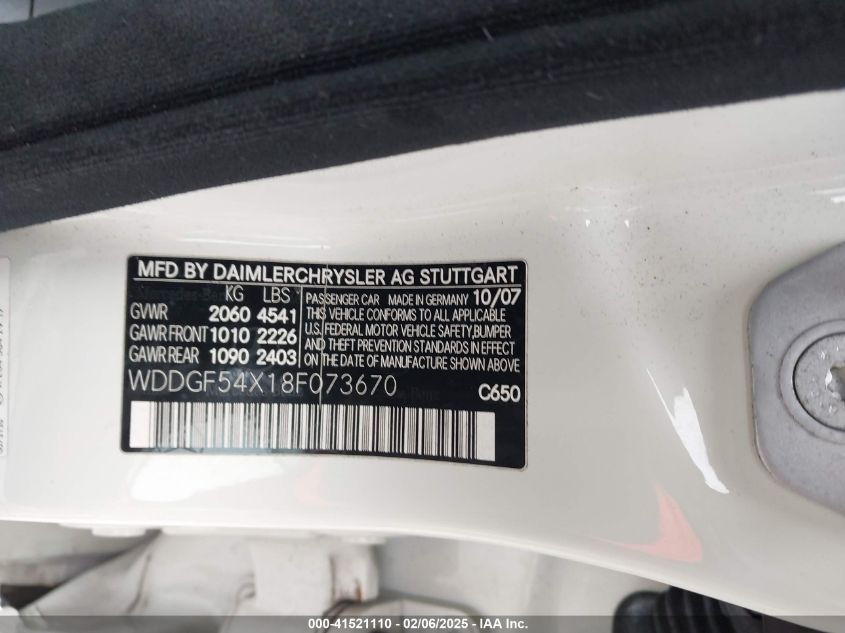 MFD BY DAIMLERCHRYSLER AG STUTTGART
KG LBS
GVWR 2060 4541
GAWR FRONT 1010 2226
GAWR REAR 1090 2403
PASSENGER CAR MADE IN GERMANY 10/07
THIS VEHICLE CONFORMS TO ALL APPLICABLE
U.S. FEDERAL MOTOR VEHICLE SAFETY, BUMPER
AND THEFT PREVENTION STANDARDS IN EFFECT
ON THE DATE OF MANUFACTURE SHOWN ABOVE
WDDGF54X18F073670
C650
000-41521110 - 02/06/2025 - IAA Inc.